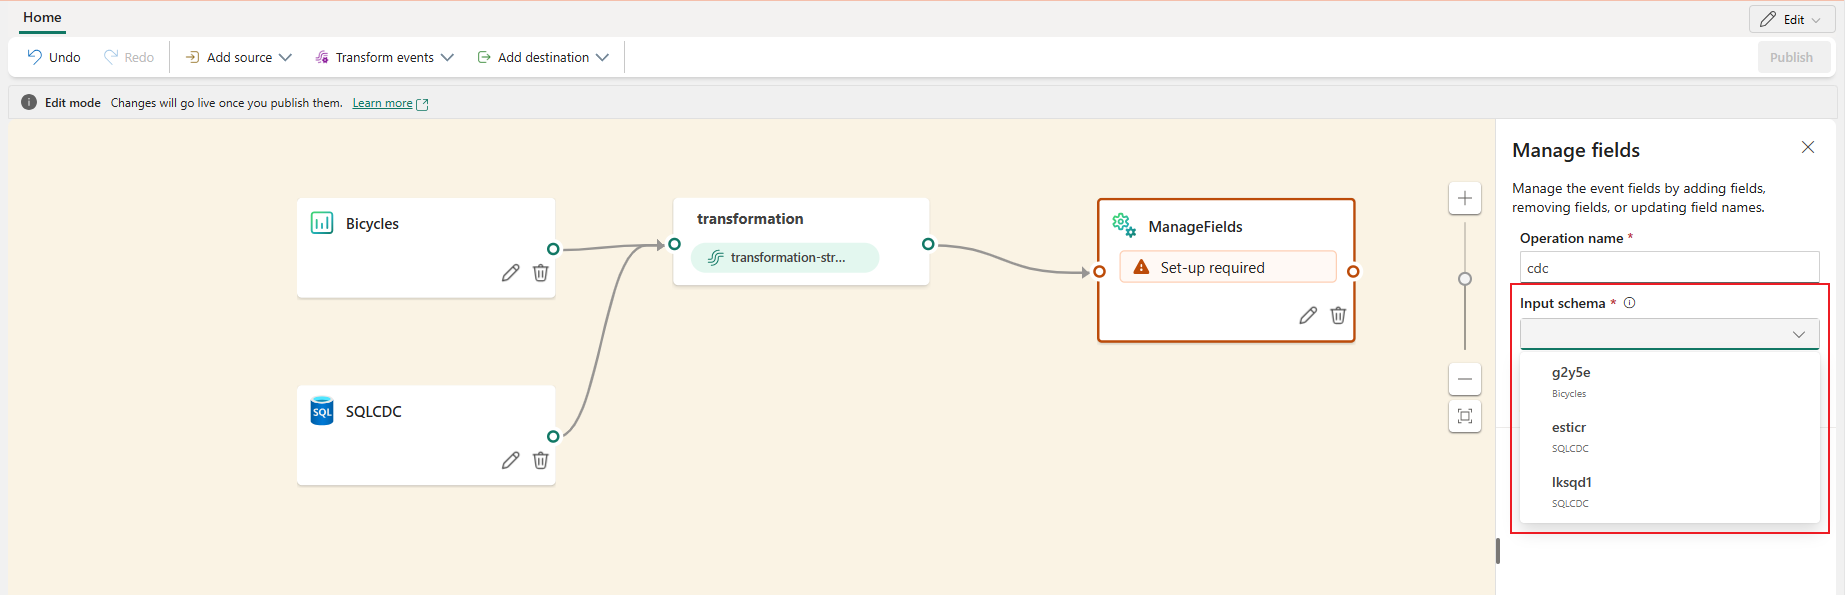 Home
Edit
Undo
Redo
Add source
Transform events
Add destination
Publish
Edit mode Changes will go live once you publish them. Learn more
Bicycles
SQL
SQLCDC
transformation
transformation-str...
ManageFields
Set-up required
Manage fields
Manage the event fields by adding fields,
removing fields, or updating field names.
Operation name *
cdc
Input schema *
g2y5e
Bicycles
esticr
SQLCDC
lksqd1
SQLCDC